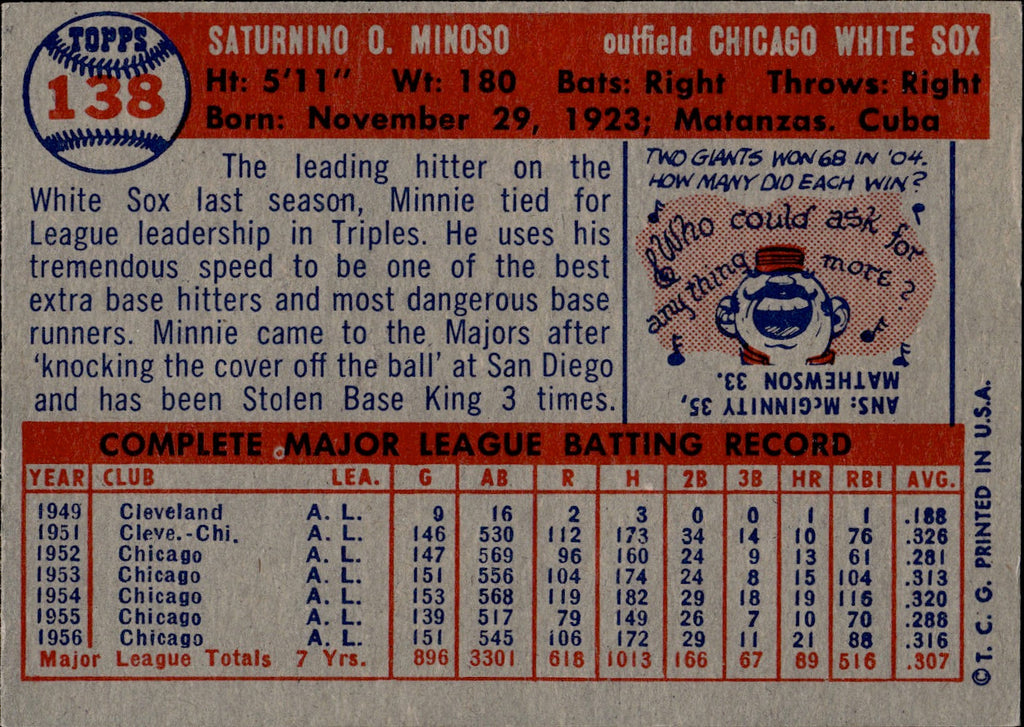 TOPPS
138
SATURNINO O. MINOSO outfield CHICAGO WHITE SOX
Ht: 5'11" Wt: 180 Bats: Right Throws: Right
Born: November 29, 1923; Matanzas. Cuba
The leading hitter on the
White Sox last season, Minnie tied for
League leadership in Triples. He uses his
tremendous speed to be one of the best
extra base hitters and most dangerous base
runners. Minnie came to the Majors after
'knocking the cover off the ball' at San Diego
and has been Stolen Base King 3 times.
TWO GIANTS WON 68 IN '04.
HOW MANY DID EACH WIN?
Who could ask for
anything more?
ANS: McGINNITY 35,
MATHEWSON 33.
COMPLETE MAJOR LEAGUE BATTING RECORD
YEAR CLUB LEA. G AB R H 2B 3B HR RBI AVG.
1949 Cleveland A. L. 9 16 2 3 0 0 1 1 .188
1951 Cleve.-Chi. A. L. 146 530 112 173 34 14 10 76 .326
1952 Chicago A. L. 147 569 96 160 24 9 13 61 .281
1953 Chicago A. L. 151 556 104 174 24 8 15 104 .313
1954 Chicago A. L. 153 568 119 182 29 18 19 116 .320
1955 Chicago A. L. 139 517 79 149 26 7 10 70 .288
1956 Chicago A. L. 151 545 106 172 29 11 21 88 .316
Major League Totals 7 Yrs. 896 3301 618 1013 166 67 89 516 .307
© T. C. G. PRINTED IN U.S.A.